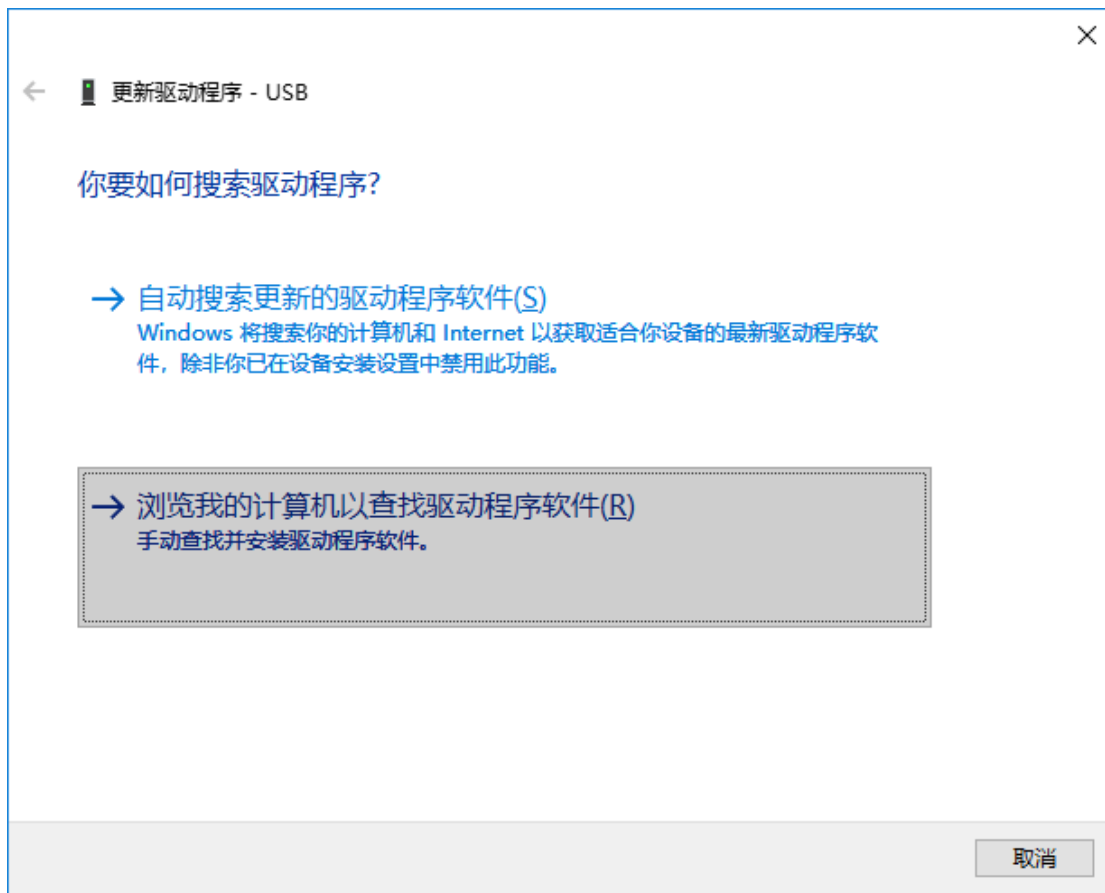 更新驱动程序 - USB
你要如何搜索驱动程序?
自动搜索更新的驱动程序软件(S)
Windows 将搜索你的计算机和 Internet 以获取适合你设备的最新驱动程序软
件，除非你已在设备安装设置中禁用此功能。
浏览我的计算机以查找驱动程序软件(R)
手动查找并安装驱动程序软件。
取消